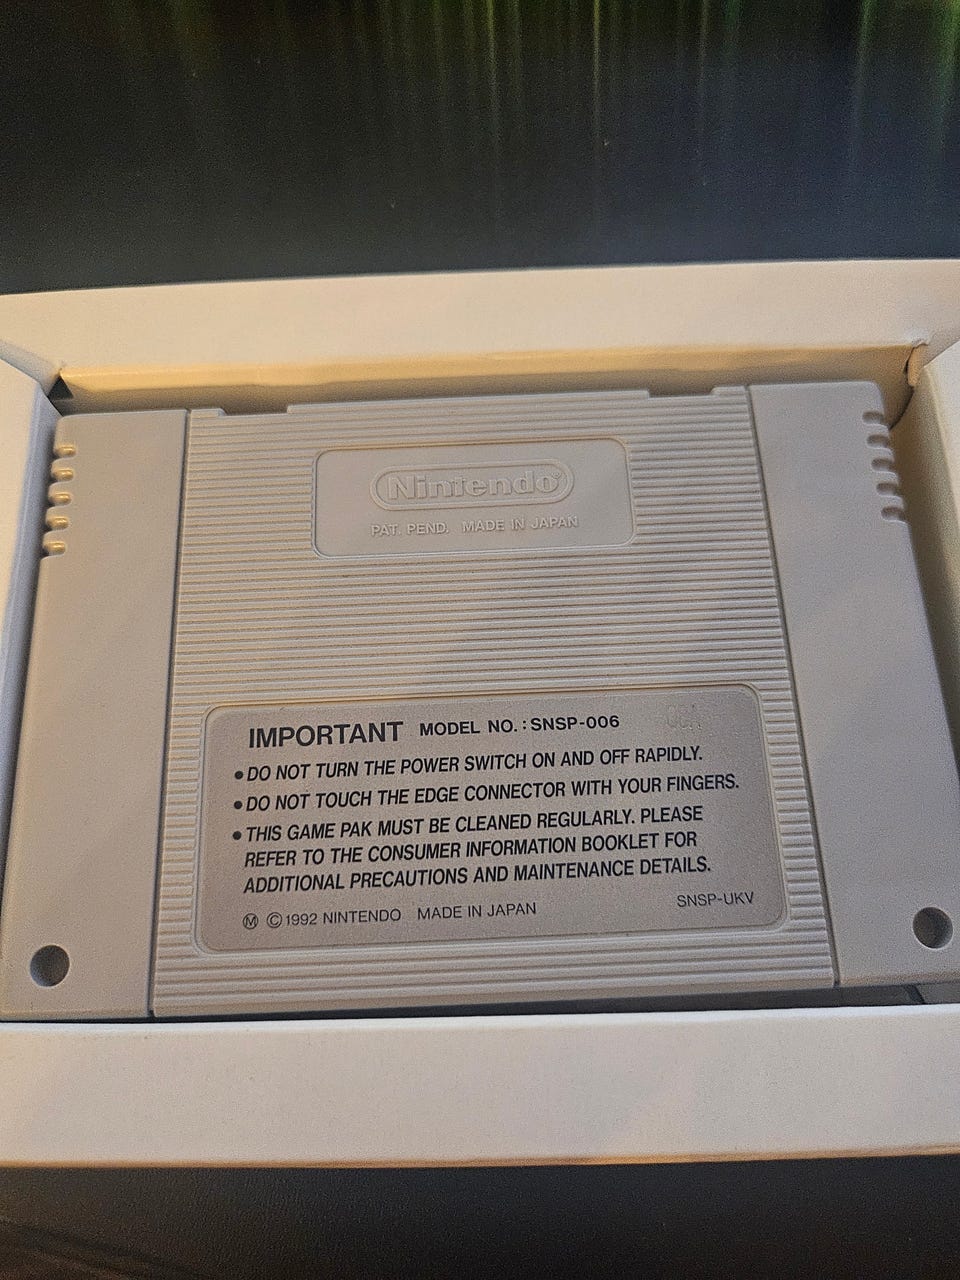 Nintendo®
PAT. PEND. MADE IN JAPAN
IMPORTANT MODEL NO. : SNSP-006
● DO NOT TURN THE POWER SWITCH ON AND OFF RAPIDLY.
● DO NOT TOUCH THE EDGE CONNECTOR WITH YOUR FINGERS.
● THIS GAME PAK MUST BE CLEANED REGULARLY. PLEASE
REFER TO THE CONSUMER INFORMATION BOOKLET FOR
ADDITIONAL PRECAUTIONS AND MAINTENANCE DETAILS.
Ⓜ ©1992 NINTENDO MADE IN JAPAN
SNSP-UKV